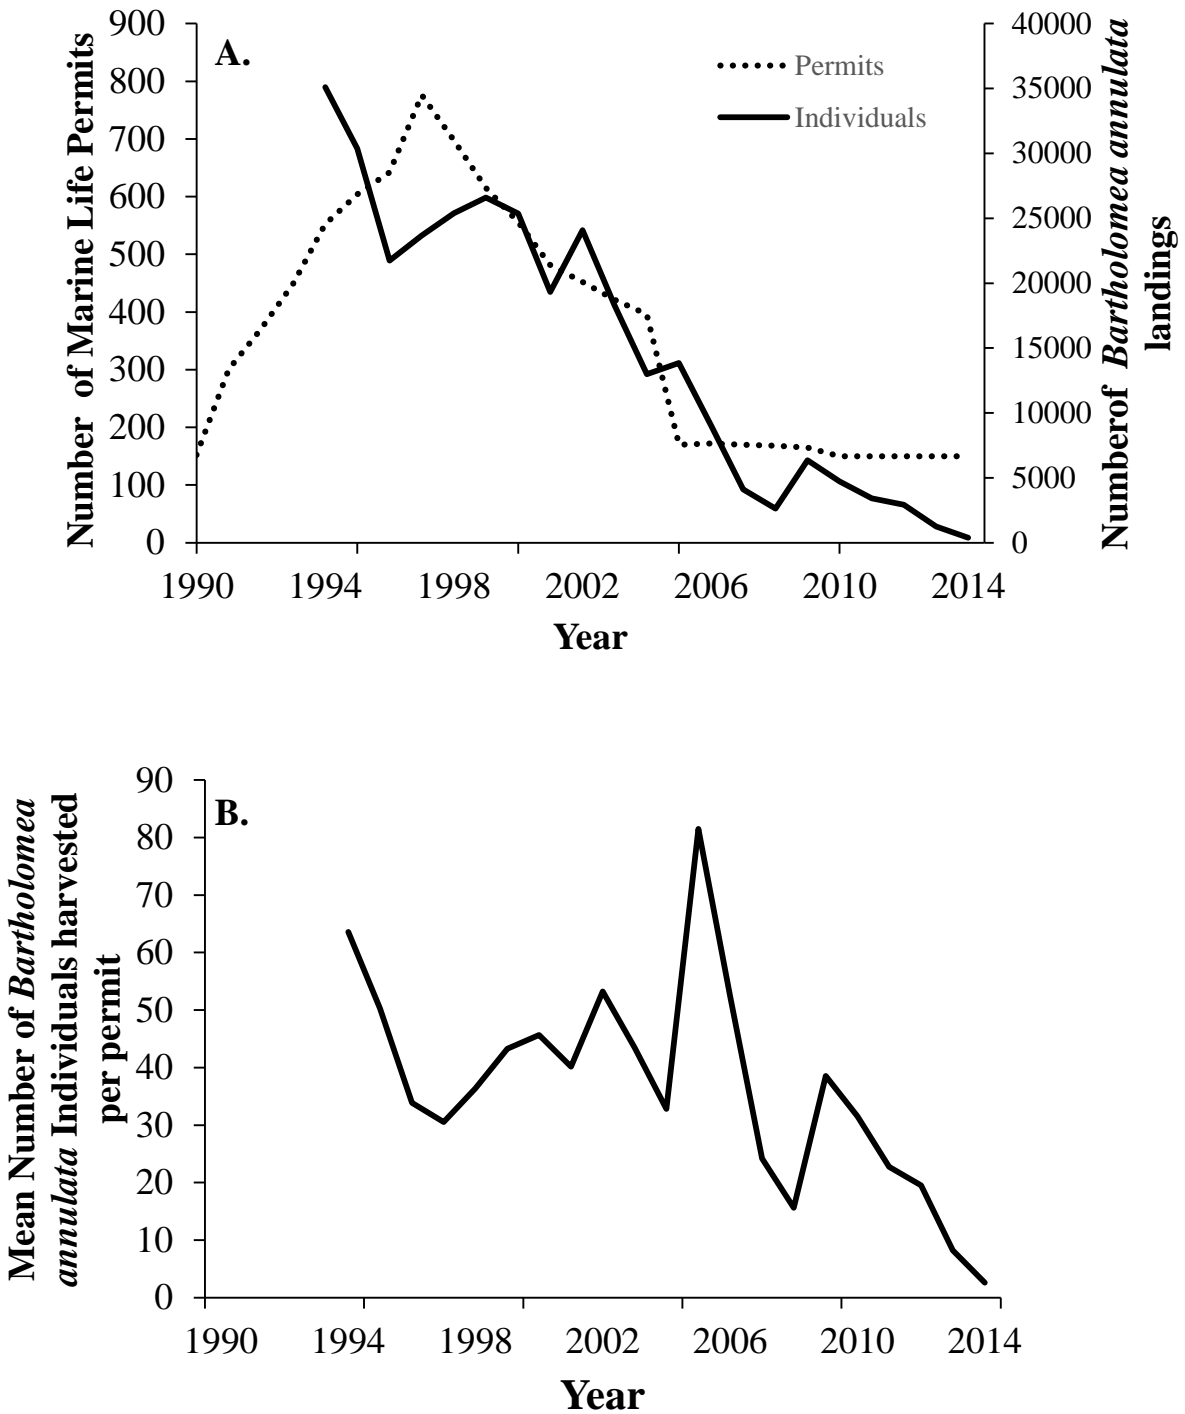 A.
Number of Marine Life Permits
900
800
700
600
500
400
300
200
100
0
Permits
Individuals
40000
35000
30000
25000
20000
15000
10000
5000
0
Numberof Bartholomea annulata
landings
1990 1994 1998 2002 2006 2010 2014
Year
B.
Mean Number of Bartholomea
annulata Individuals harvested
per permit
90
80
70
60
50
40
30
20
10
0
1990 1994 1998 2002 2006 2010 2014
Year